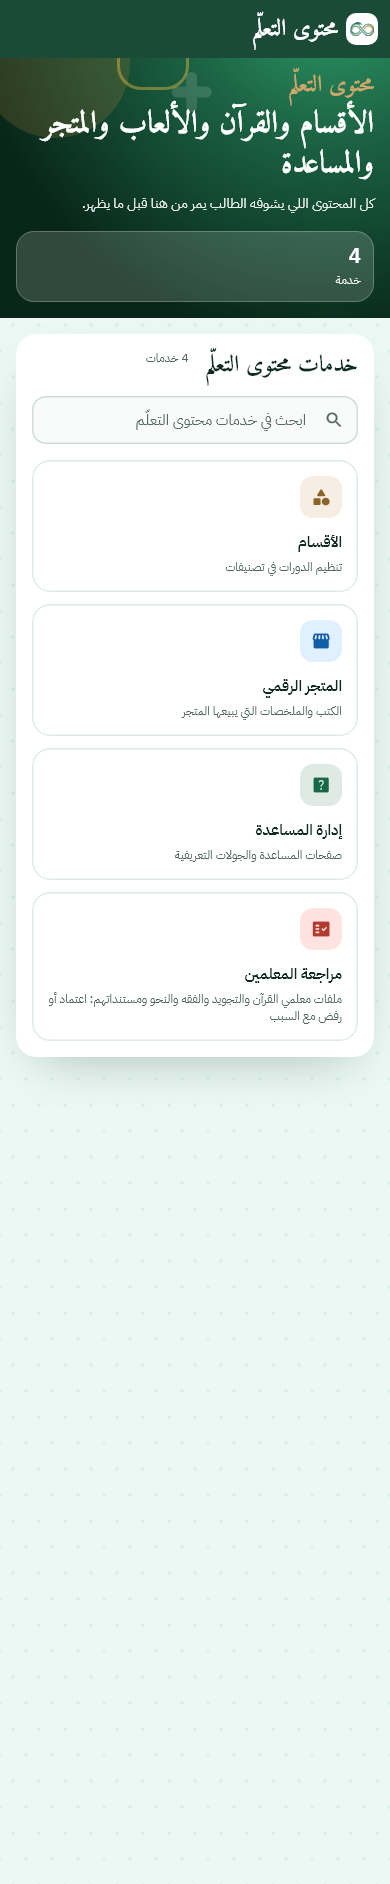 محتوى التعلّم
محتوى التعلّم
الأقسام والقرآن والألعاب والمتجر
والمساعدة
كل المحتوى اللي يشوفه الطالب يمر من هنا قبل ما يظهر.
4
خدمة
خدمات محتوى التعلّم
4 خدمات
ابحث في خدمات محتوى التعلّم
الأقسام
تنظيم الدورات في تصنيفات
المتجر الرقمي
الكتب والملخصات التي يبيعها المتجر
إدارة المساعدة
صفحات المساعدة والجولات التعريفية
مراجعة المعلمين
ملفات معلمي القرآن والتجويد والفقه والنحو ومستنداتهم: اعتماد أو
رفض مع السبب